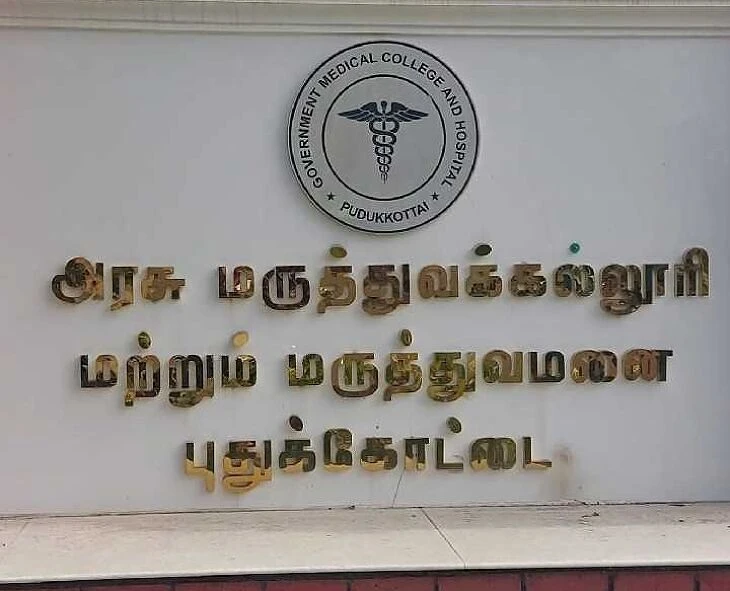 GOVERNMENT MEDICAL COLLEGE AND HOSPITAL
★ PUDUKKOTTAI ★
அரசு மருத்துவக்கல்லூரி
மற்றும் மருத்துவமனை
புதுக்கோட்டை